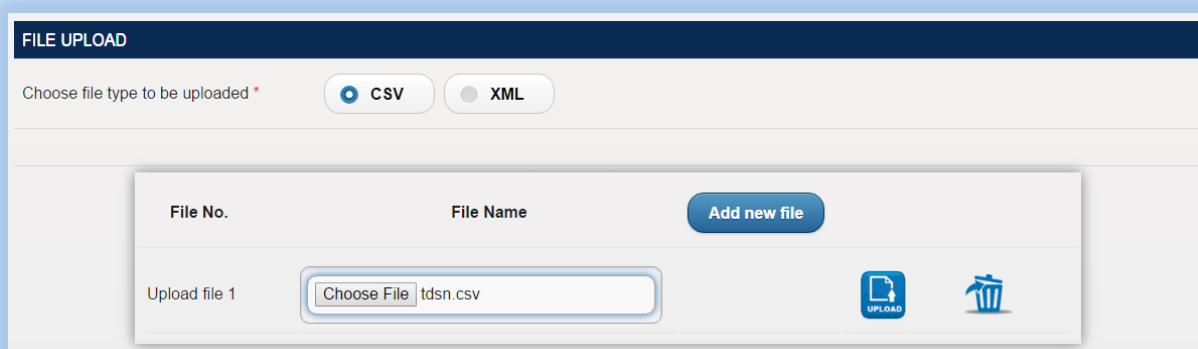 FILE UPLOAD
Choose file type to be uploaded * CSV XML
File No. File Name Add new file
Upload file 1 Choose File tdsn.csv UPLOAD